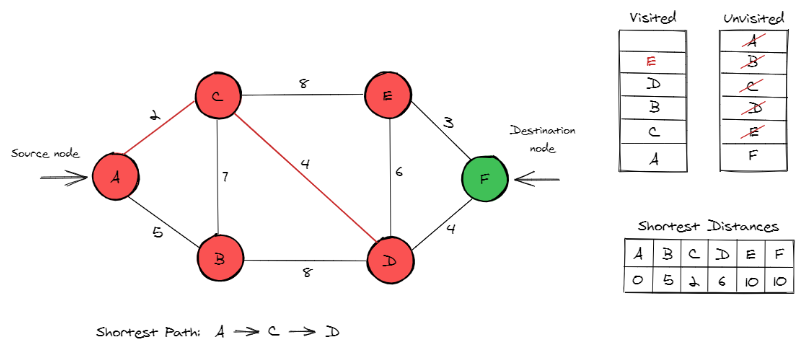 Visited
Unvisited
A
E
B
D
C
B
D
C
E
A
F
C
8
E
2
3
Destination
node
Source node
A
7
4
6
F
5
4
B
8
D
Shortest Distances
A B C D E F
0 5 2 6 10 10
Shortest Path: A → C → D